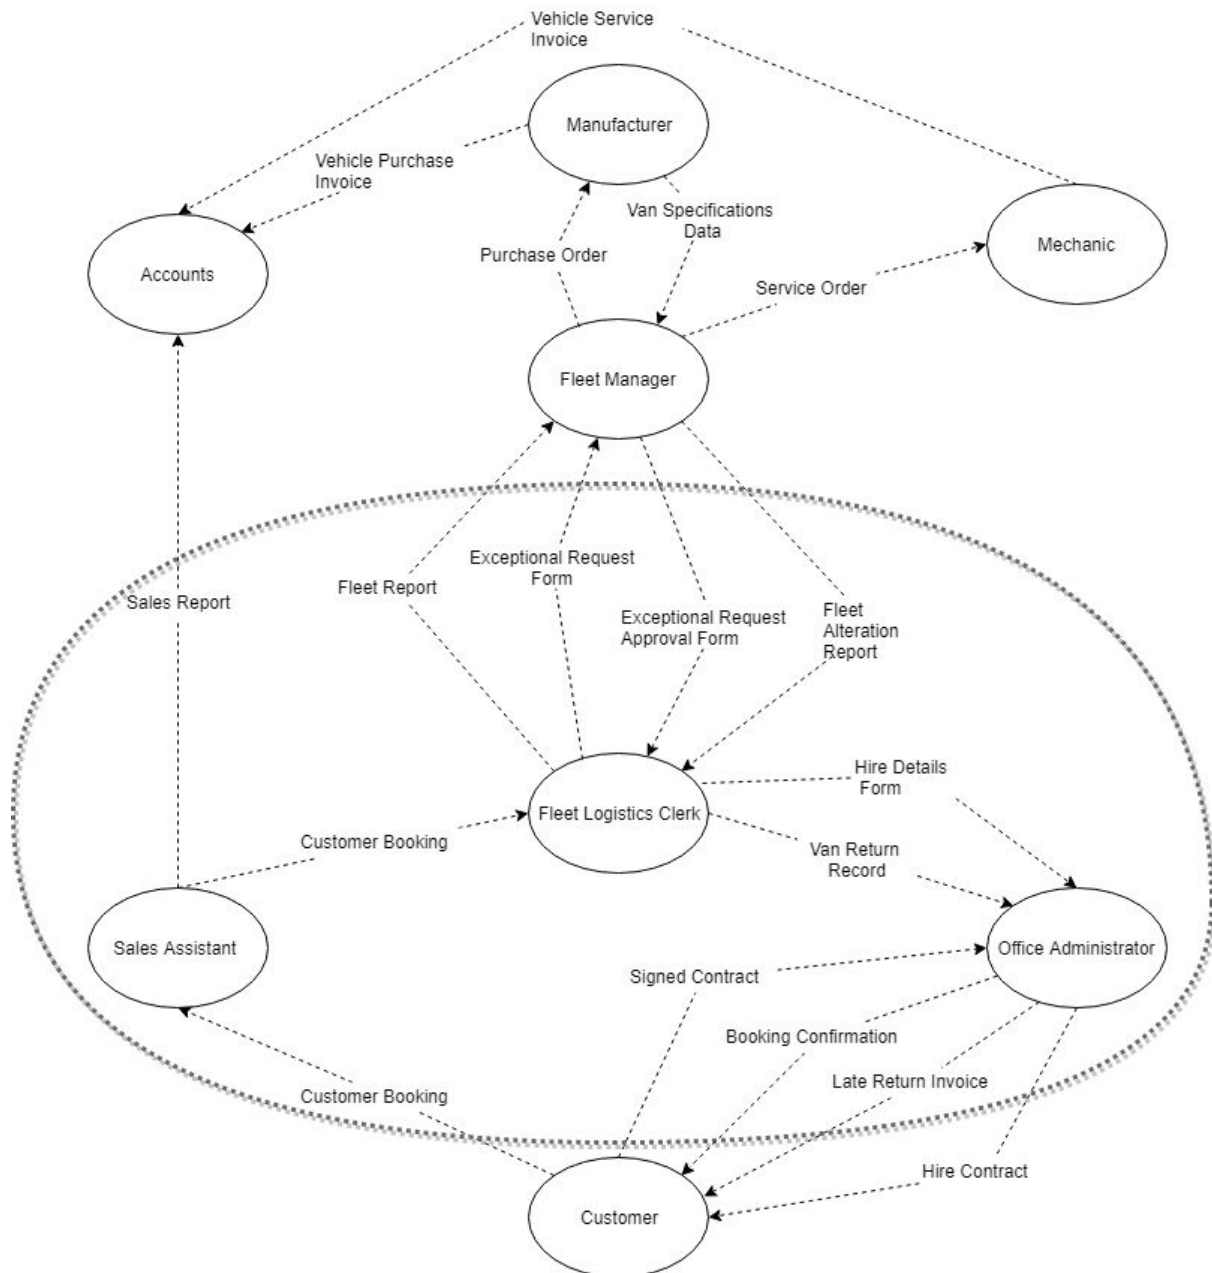 Vehicle Service
Invoice
Manufacturer
Vehicle Purchase
Invoice
Van Specifications
Data
Purchase Order
Mechanic
Accounts
Service Order
Fleet Manager
Exceptional Request
Form
Fleet Report
Sales Report
Exceptional Request
Approval Form
Fleet
Alteration
Report
Hire Details
Form
Fleet Logistics Clerk
Customer Booking
Van Return
Record
Sales Assistant
Office Administrator
Signed Contract
Booking Confirmation
Late Return Invoice
Customer Booking
Hire Contract
Customer